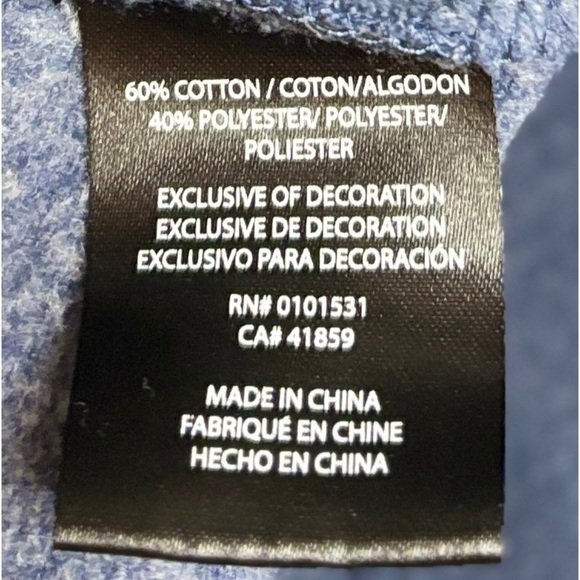 60% COTTON / COTON/ALGODON
40% POLYESTER/ POLYESTER/
POLIESTER
EXCLUSIVE OF DECORATION
EXCLUSIVE DE DECORATION
EXCLUSIVO PARA DECORACIÓN
RN# 0101531
CA# 41859
MADE IN CHINA
FABRIQUÉ EN CHINE
HECHO EN CHINA